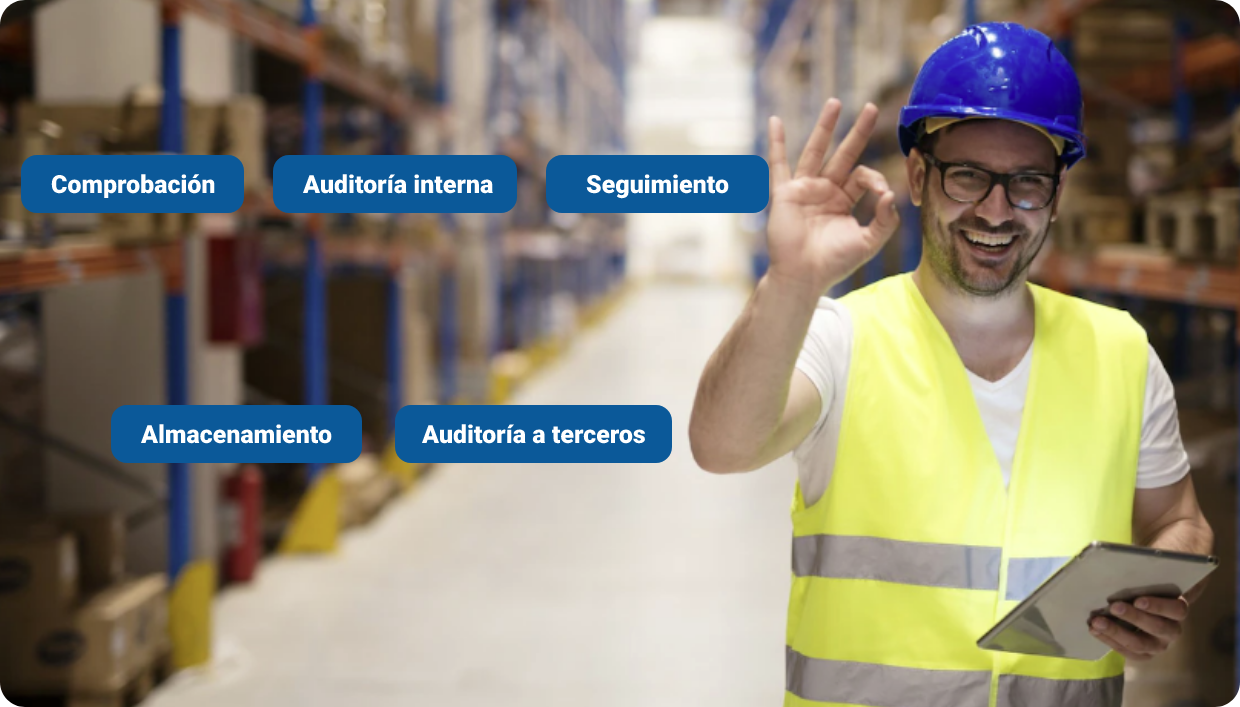 Comprobación
Auditoría interna
Seguimiento
Almacenamiento
Auditoría a terceros